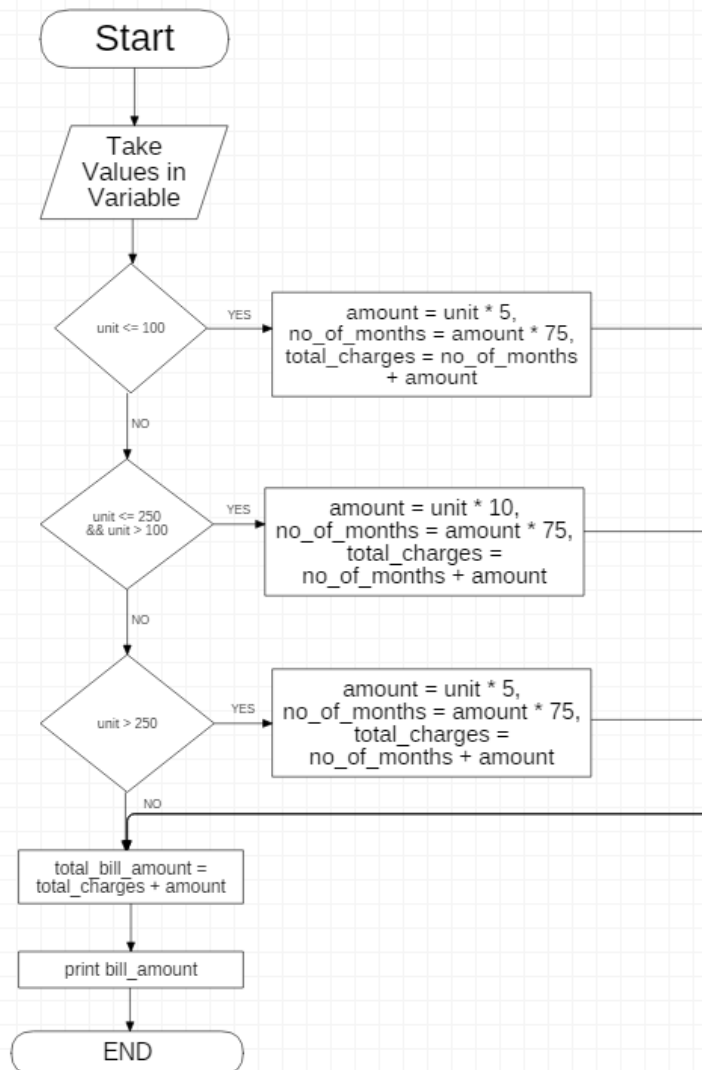 Start
Take
Values in
Variable
unit <= 100
YES
amount = unit * 5,
no_of_months = amount * 75,
total_charges = no_of_months
+ amount
NO
unit <= 250
&& unit > 100
YES
amount = unit * 10,
no_of_months = amount * 75,
total_charges =
no_of_months + amount
NO
unit > 250
YES
amount = unit * 5,
no_of_months = amount * 75,
total_charges =
no_of_months + amount
NO
total_bill_amount =
total_charges + amount
print bill_amount
END